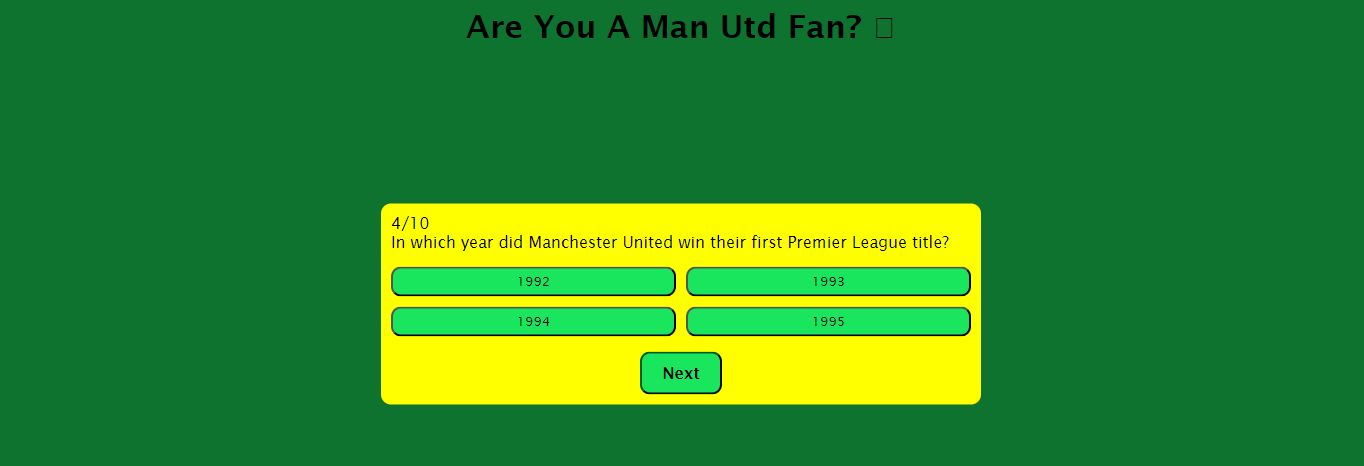 Are You A Man Utd Fan?
4/10
In which year did Manchester United win their first Premier League title?
1992
1993
1994
1995
Next